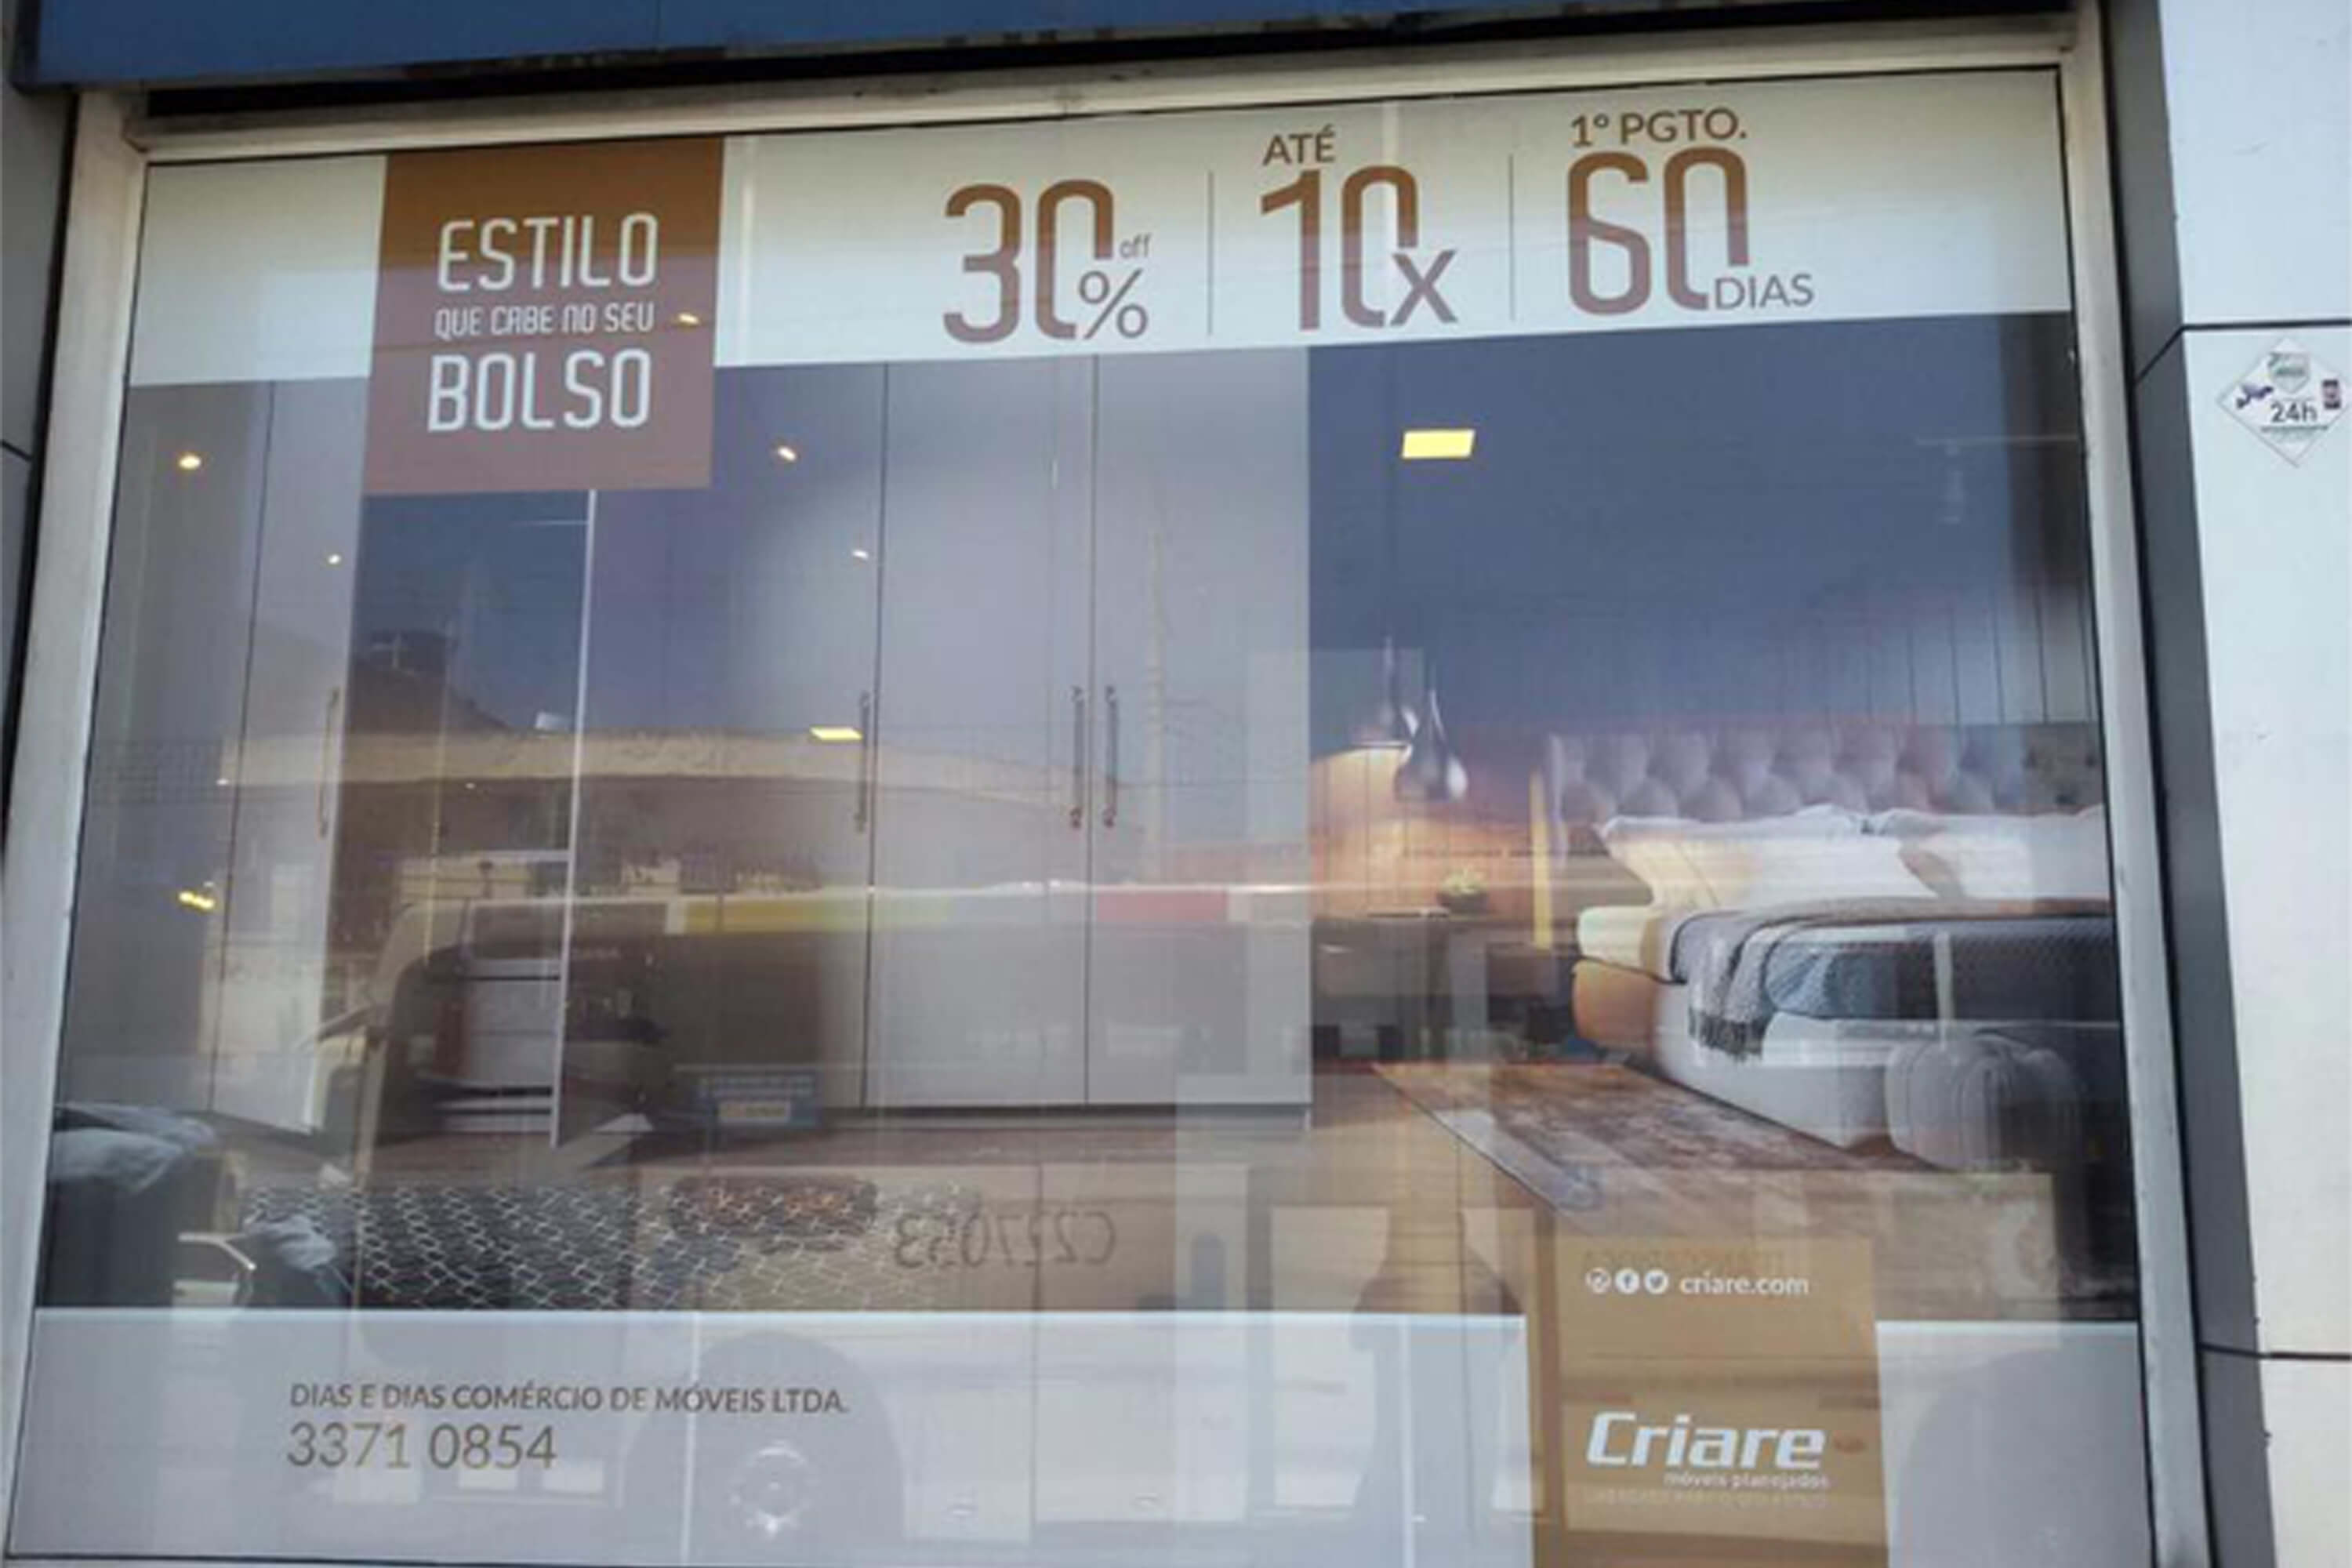 ESTILO
QUE CABE NO SEU
BOLSO
30% off
ATÉ
10x
1º PGTO.
60 DIAS
24h
C227053
criare.com
DIAS E DIAS COMÉRCIO DE MÓVEIS LTDA.
3371 0854
Criare
móveis planejados